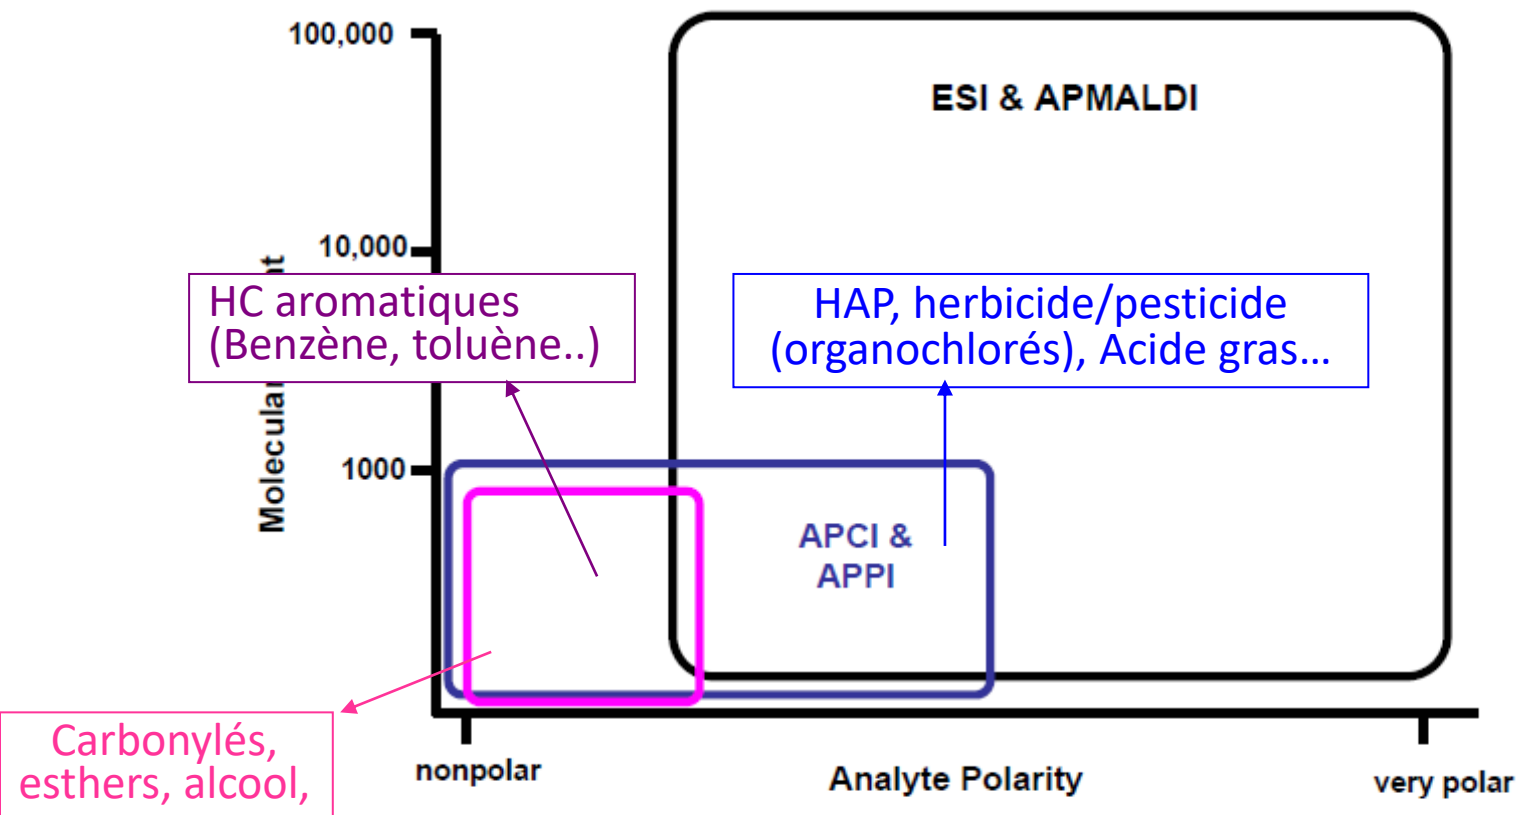 100,000
ESI & APMALDI
10,000
HC aromatiques
(Benzène, toluène..)
HAP, herbicide/pesticide
(organochlorés), Acide gras...
Molecular
1000
APCI &
APPI
Carbonylés,
esthers, alcool,
nonpolar
Analyte Polarity
very polar